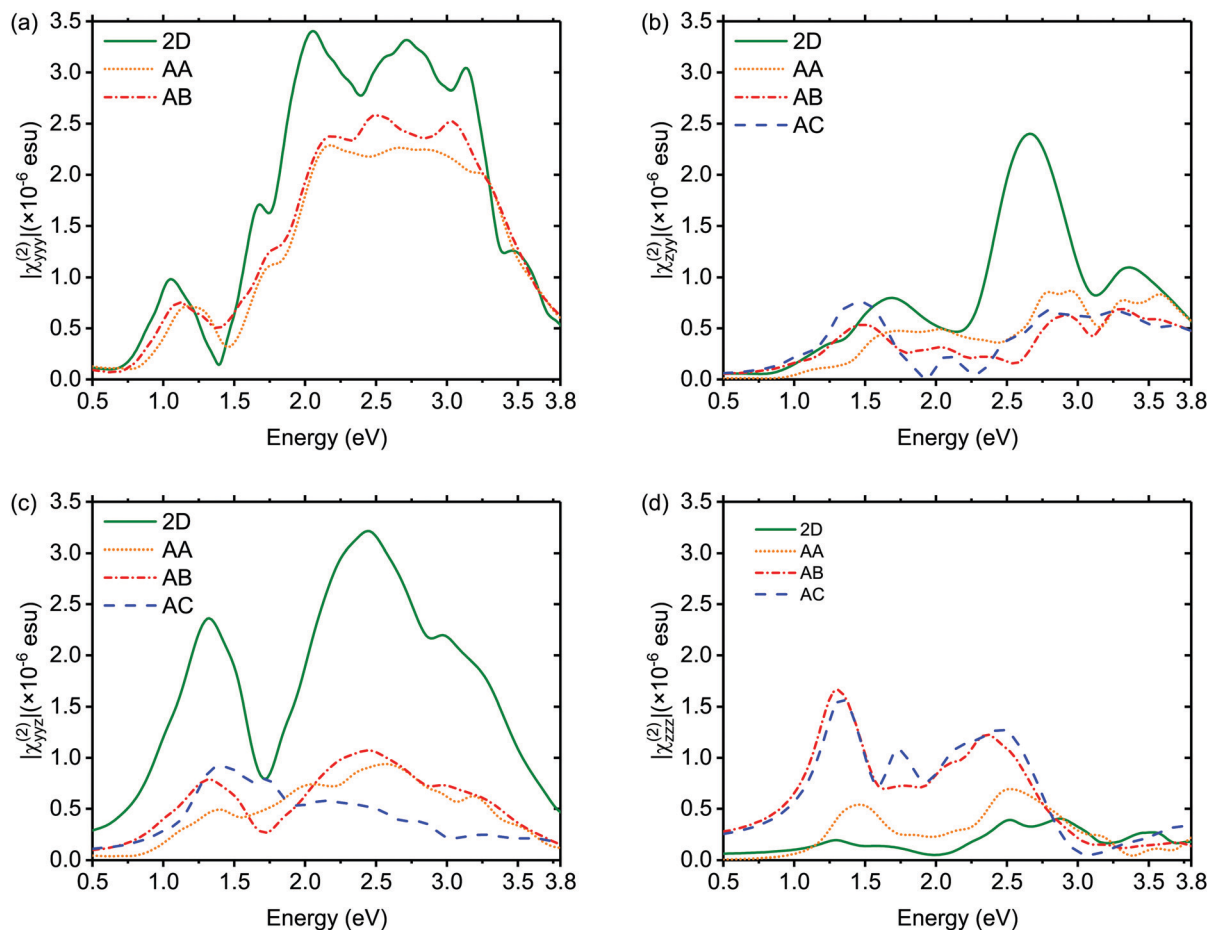 (a)
3.5
3.0
2.5
2.0
1.5
1.0
0.5
0.0
|χ(2)yyy|(×10-6 esu)
2D
AA
AB
0.5 1.0 1.5 2.0 2.5 3.0 3.5 3.8
Energy (eV)
(b)
3.5
3.0
2.5
2.0
1.5
1.0
0.5
0.0
|χ(2)zyy|(×10-6 esu)
2D
AA
AB
AC
0.5 1.0 1.5 2.0 2.5 3.0 3.5 3.8
Energy (eV)
(c)
3.5
3.0
2.5
2.0
1.5
1.0
0.5
0.0
|χ(2)yyz|(×10-6 esu)
2D
AA
AB
AC
0.5 1.0 1.5 2.0 2.5 3.0 3.5 3.8
Energy (eV)
(d)
3.5
3.0
2.5
2.0
1.5
1.0
0.5
0.0
|χ(2)zzz|(×10-6 esu)
2D
AA
AB
AC
0.5 1.0 1.5 2.0 2.5 3.0 3.5 3.8
Energy (eV)